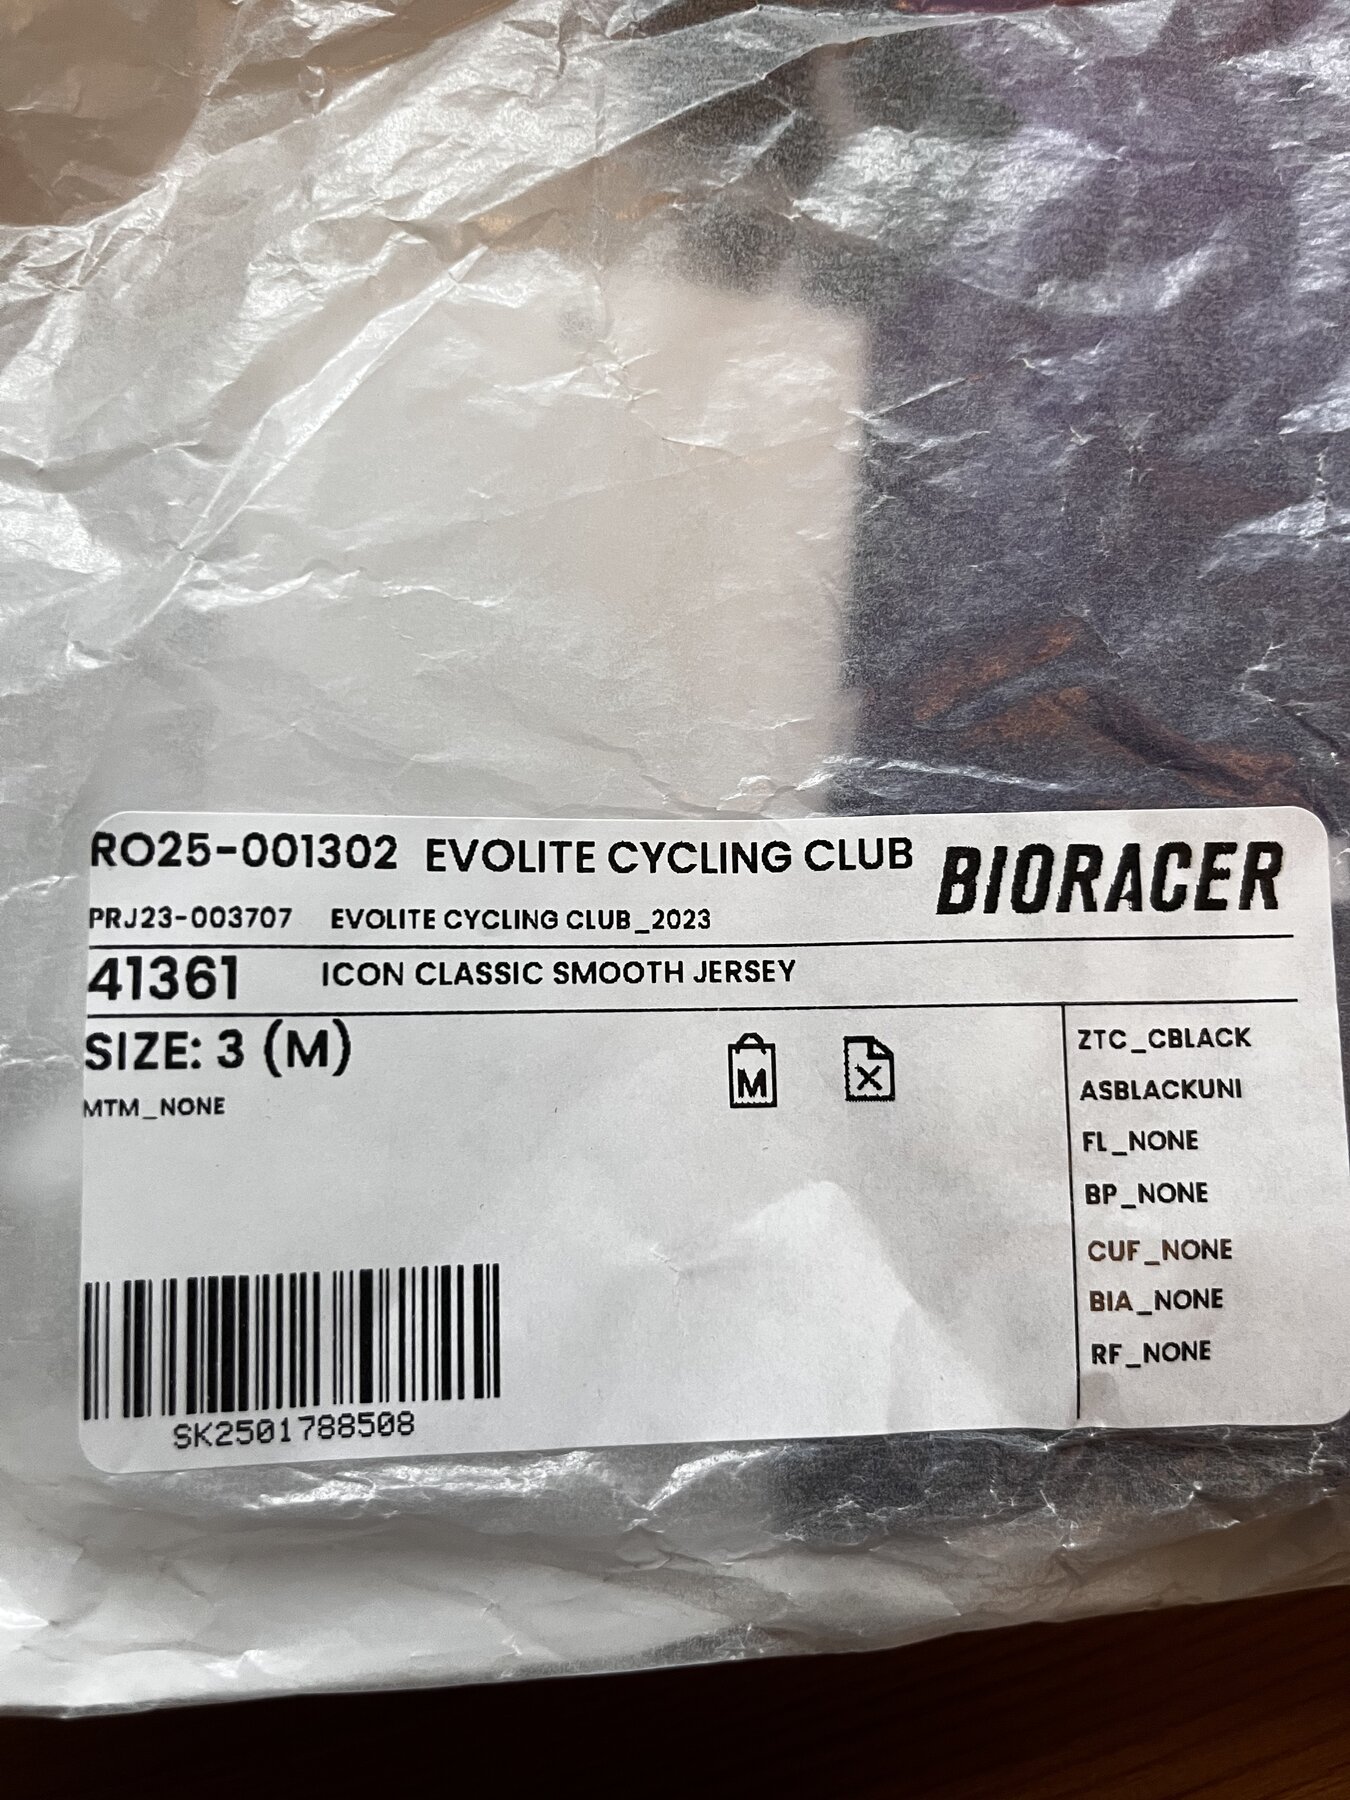 RO25-001302 EVOLITE CYCLING CLUB BIORACER
PRJ23-003707 EVOLITE CYCLING CLUB_2023
41361 ICON CLASSIC SMOOTH JERSEY
SIZE: 3 (M)
MTM_NONE
M
X
ZTC_CBLACK
ASBLACKUNI
FL_NONE
BP_NONE
CUF_NONE
BIA_NONE
RF_NONE
SK2501788508